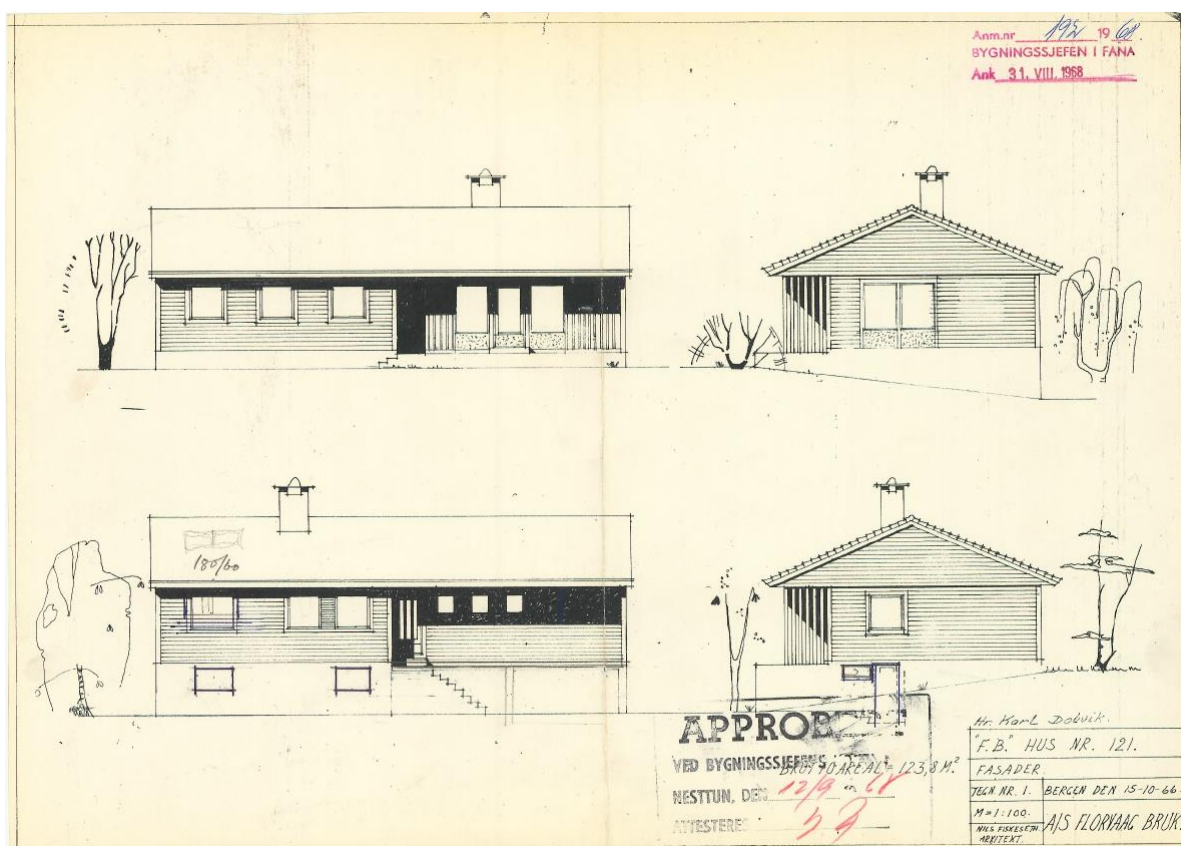 Anm.nr 192 1968.
BYGNINGSSJEFEN I FANA
Ank 31. VIII. 1968
180/60
APPROB
VED BYGNINGSSJEFENS
BRUTTOAREAL = 123,8 M²
NESTTUN, DEN 12/9 68
ATTESTERES
Hr. Karl Dolvik.
"F.B." HUS NR. 121.
FASADER
TEGN. NR. 1. BERGEN DEN 15-10-66
M=1:100.
NILS FISKESETH
ARKITEKT.
A/S FLORVAAG BRUK